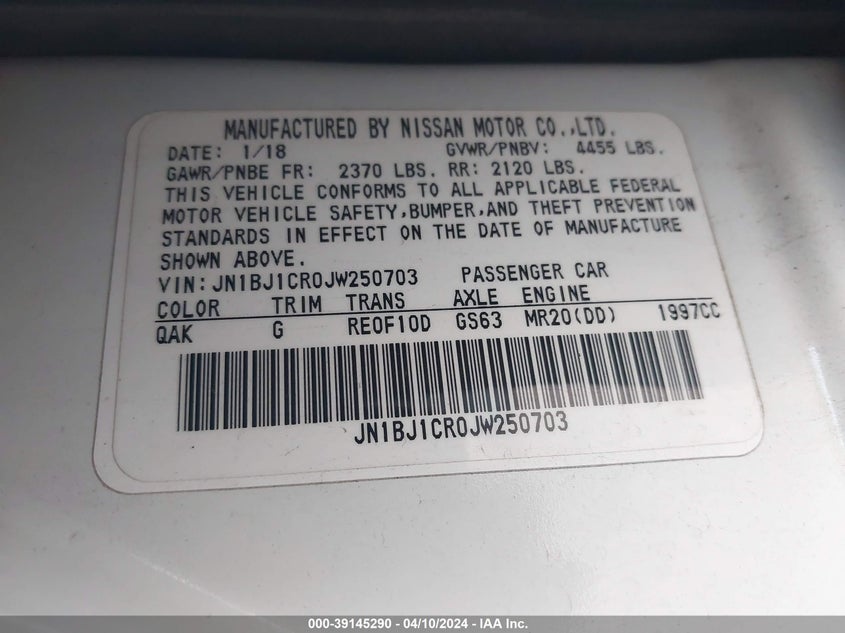 MANUFACTURED BY NISSAN MOTOR CO.,LTD.
DATE: 1/18 GVWR/PNBV: 4455 LBS.
GAWR/PNBE FR: 2370 LBS. RR: 2120 LBS.
THIS VEHICLE CONFORMS TO ALL APPLICABLE FEDERAL
MOTOR VEHICLE SAFETY,BUMPER,AND THEFT PREVENTION
STANDARDS IN EFFECT ON THE DATE OF MANUFACTURE
SHOWN ABOVE.
VIN: JN1BJ1CR0JW250703 PASSENGER CAR
COLOR TRIM TRANS AXLE ENGINE
QAK G RE0F10D GS63 MR20(DD) 1997CC
JN1BJ1CR0JW250703
000-39145290 - 04/10/2024 - IAA Inc.